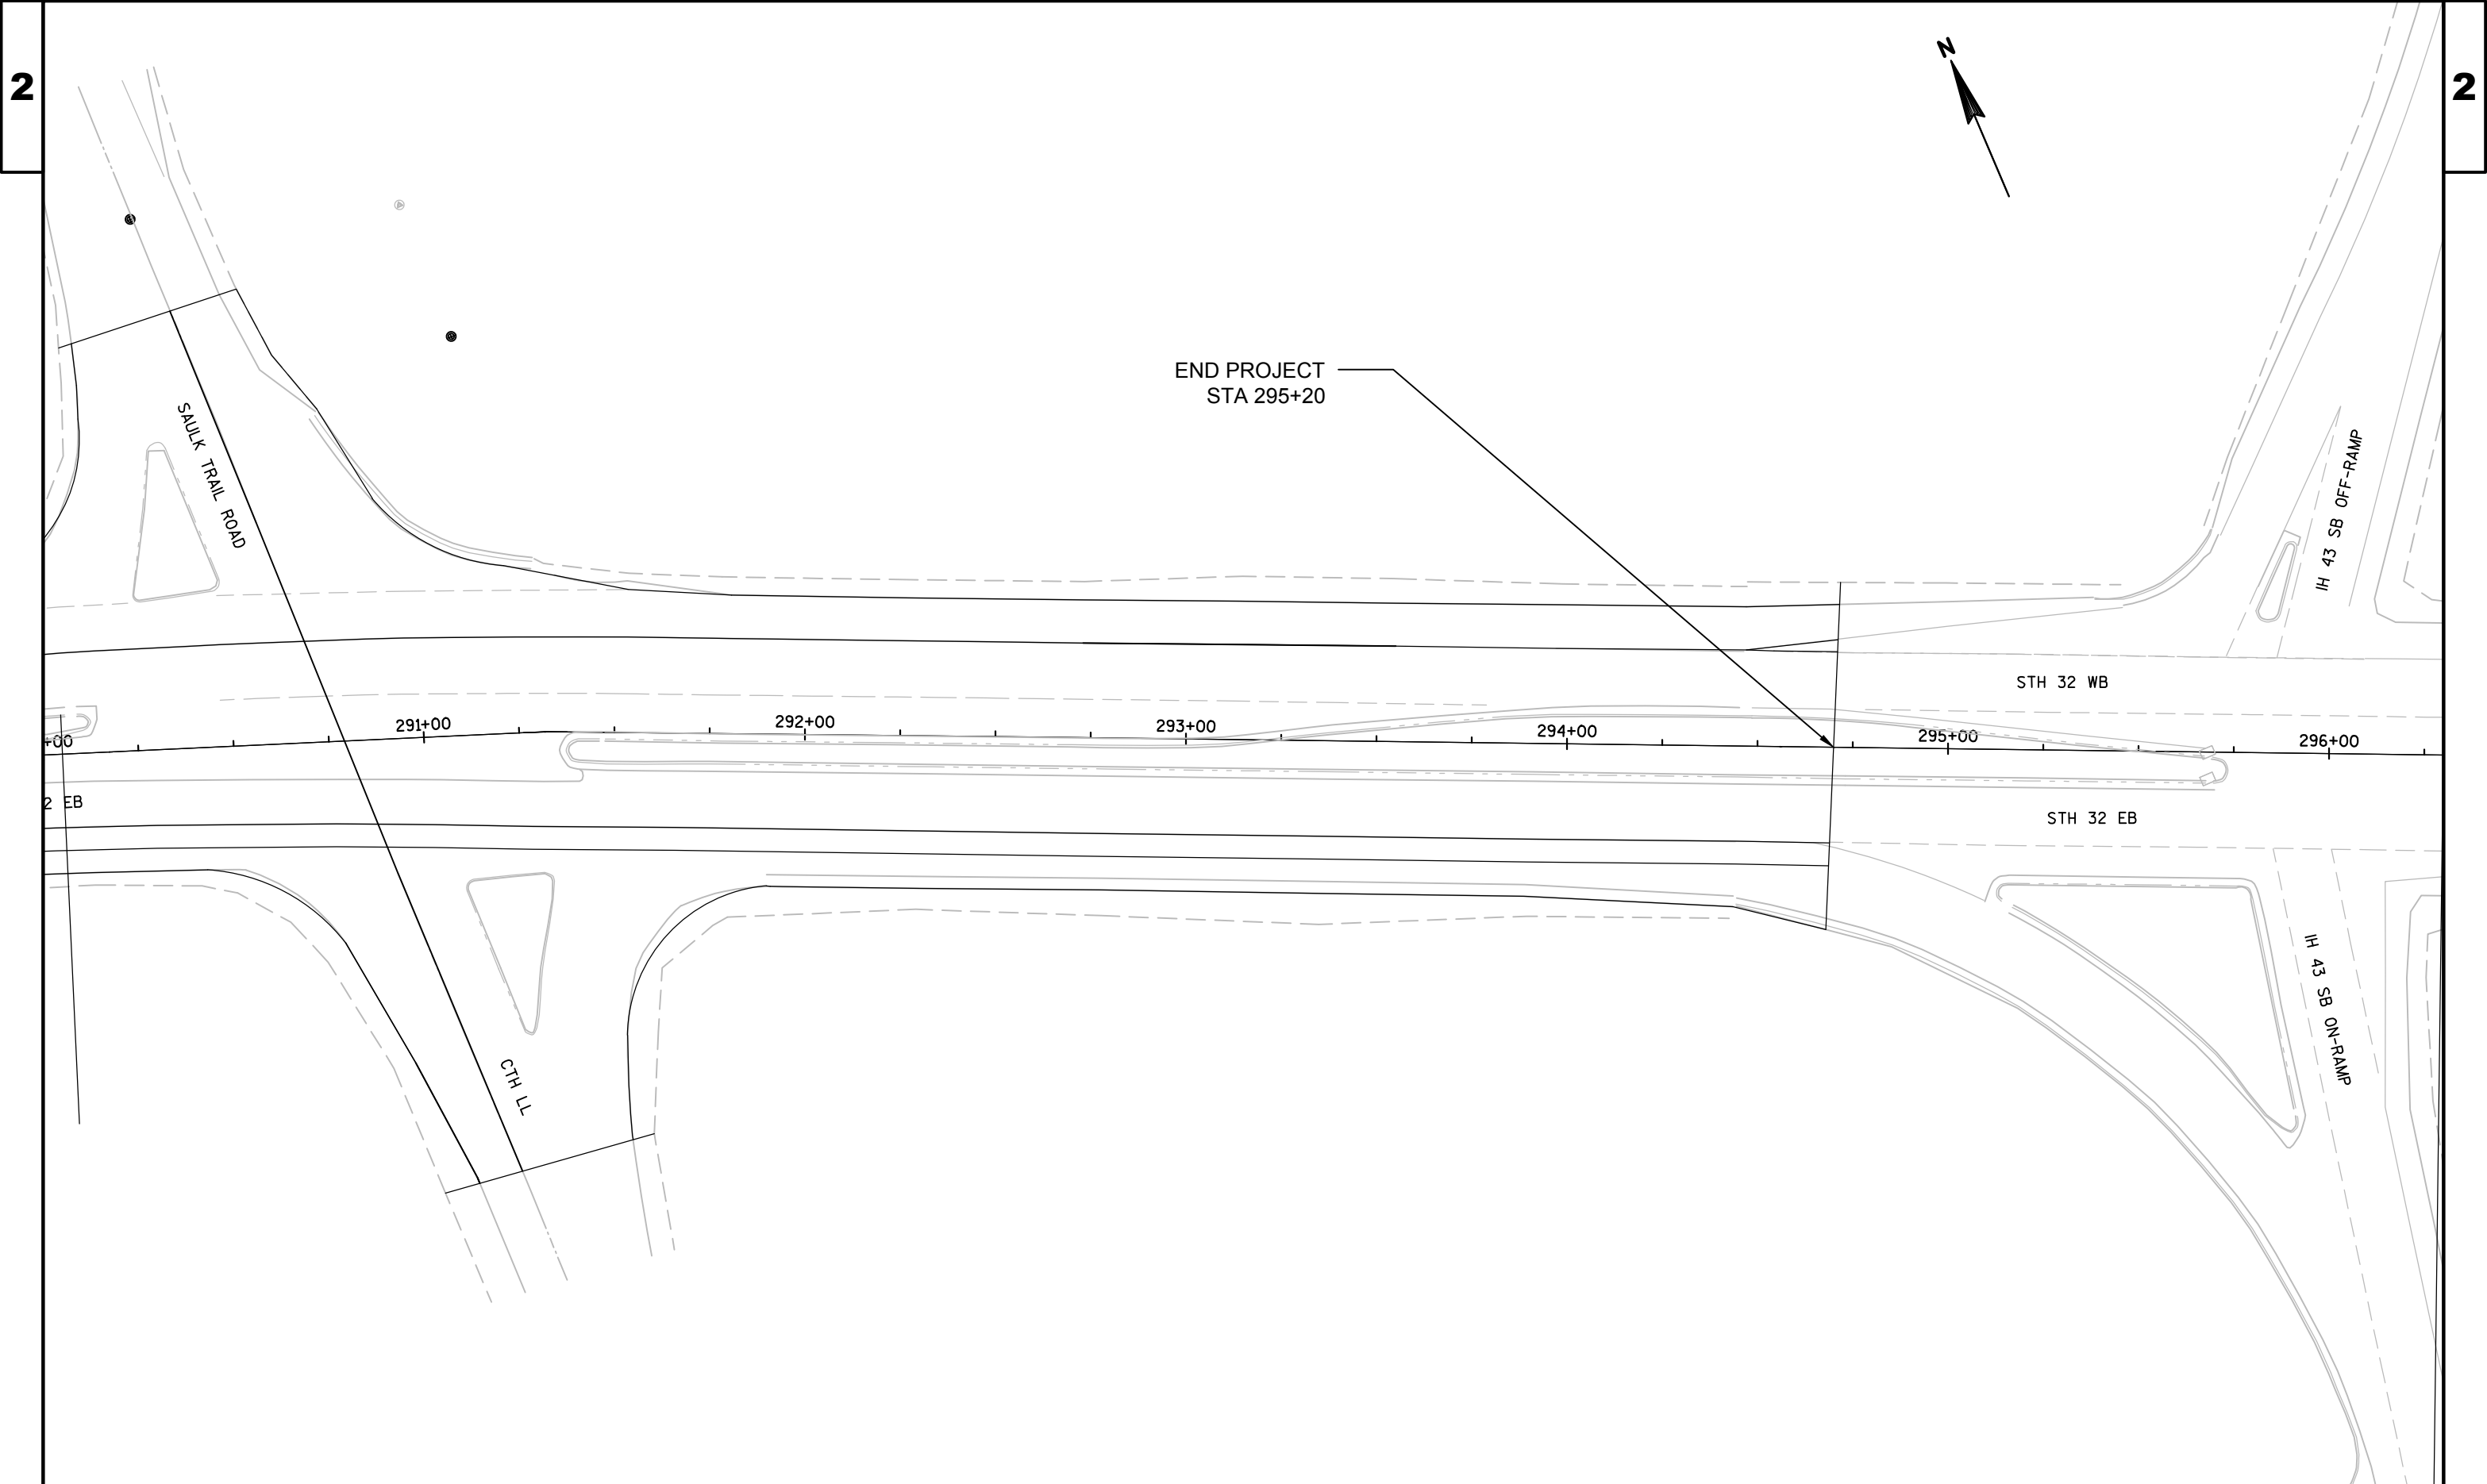 2
2
N
END PROJECT
STA 295+20
SAULK TRAIL ROAD
IH 43 SB OFF-RAMP
STH 32 WB
+00
291+00
292+00
293+00
294+00
295+00
296+00
2 EB
STH 32 EB
IH 43 SB ON-RAMP
CTH LL